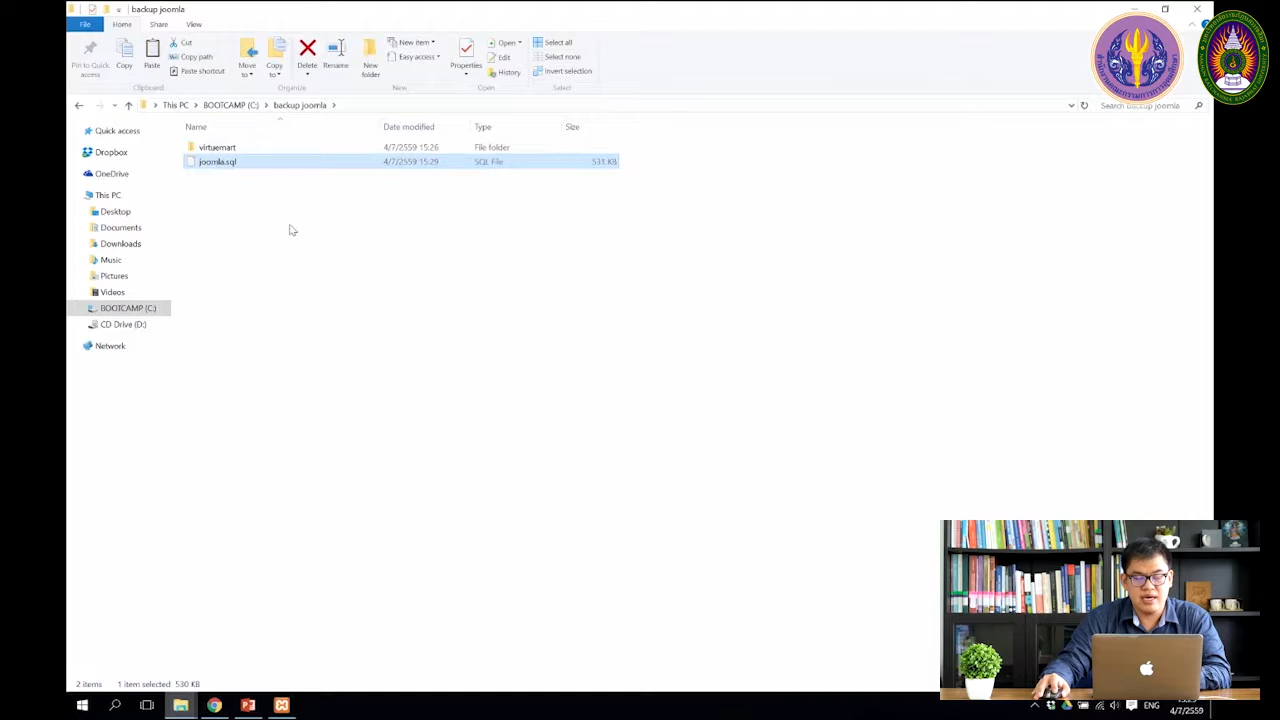 backup joomla
File Home Share View
Pin to Quick access
Copy
Paste
Cut
Copy path
Paste shortcut
Move to
Copy to
Delete
Rename
New folder
New item
Easy access
Properties
Open
Edit
History
Select all
Select none
Invert selection
Clipboard Organize New Open Select
This PC > BOOTCAMP (C:) > backup joomla >
Search backup joomla
Name Date modified Type Size
virtuemart 4/7/2559 15:26 File folder
joomla.sql 4/7/2559 15:29 SQL File 531 KB
Quick access
Dropbox
OneDrive
This PC
Desktop
Documents
Downloads
Music
Pictures
Videos
BOOTCAMP (C:)
CD Drive (D:)
Network
2 items 1 item selected 530 KB
ENG
4/7/2559